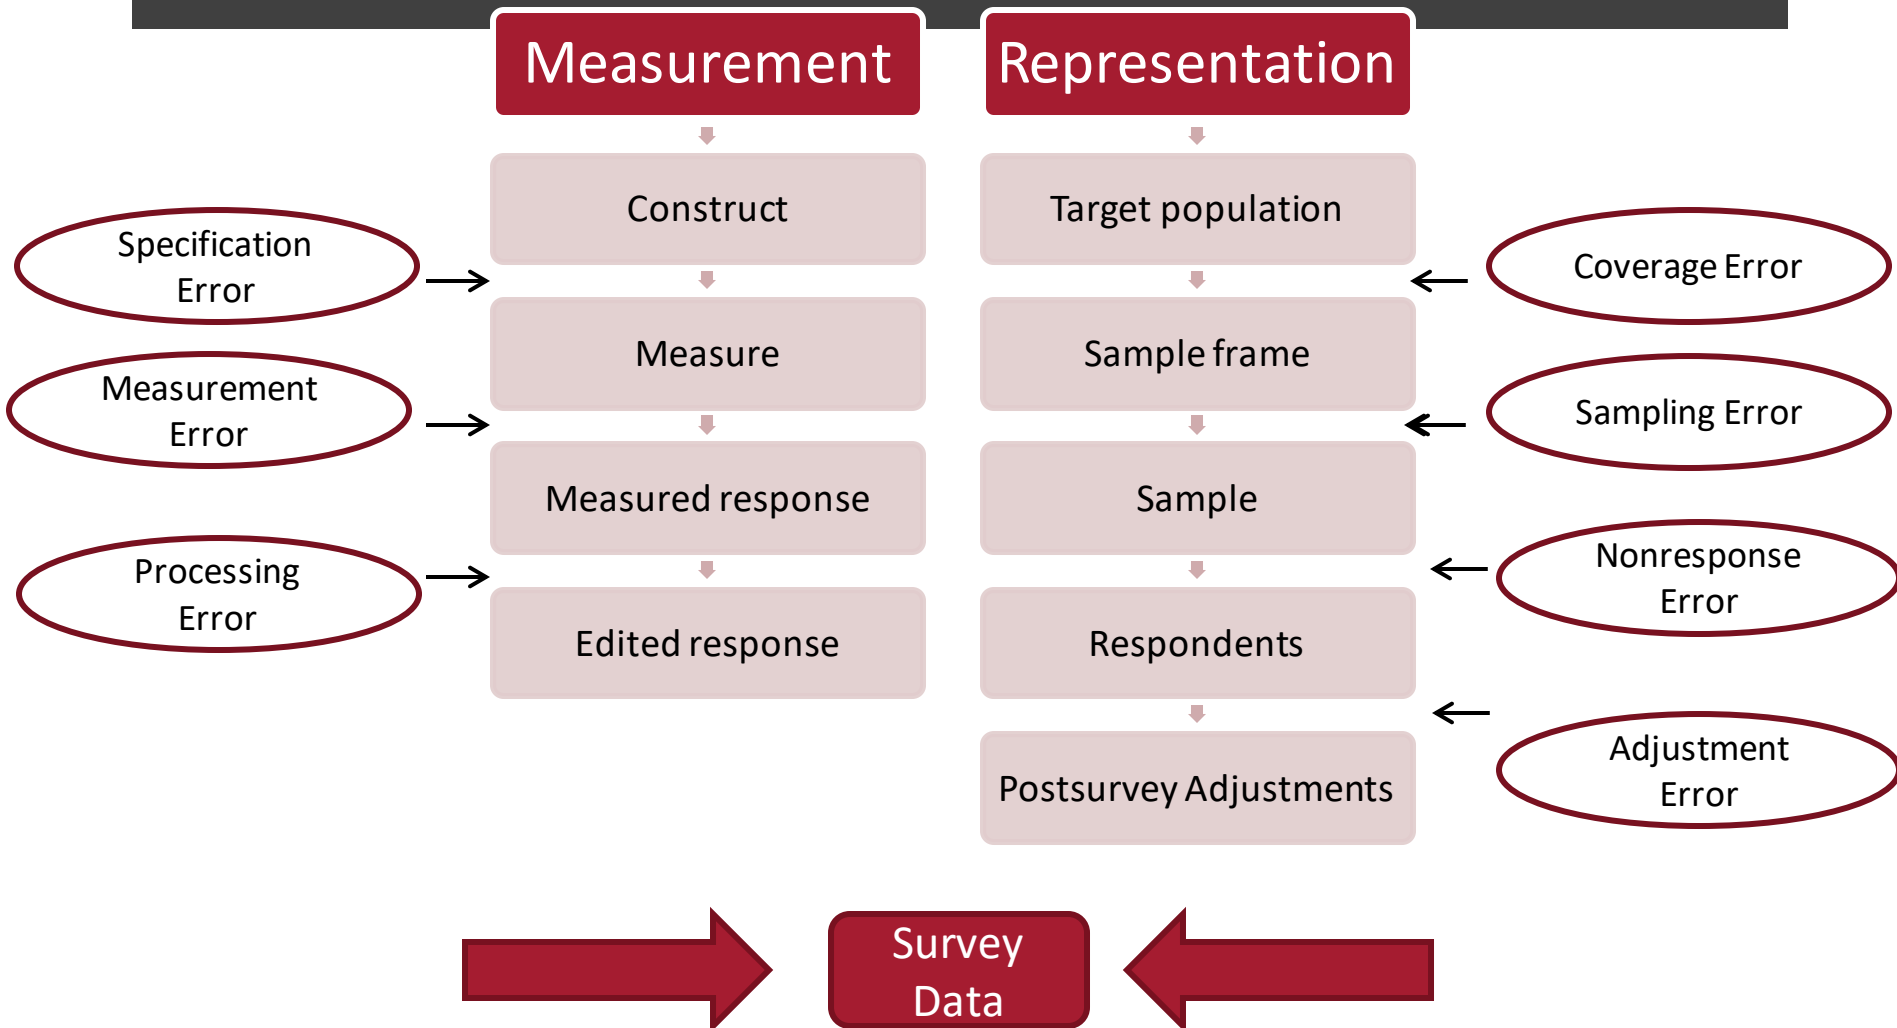 Measurement
Representation
Construct
Target population
Specification
Error
Coverage Error
Measure
Sample frame
Measurement
Error
Sampling Error
Measured response
Sample
Processing
Error
Nonresponse
Error
Edited response
Respondents
Adjustment
Error
Postsurvey Adjustments
Survey
Data